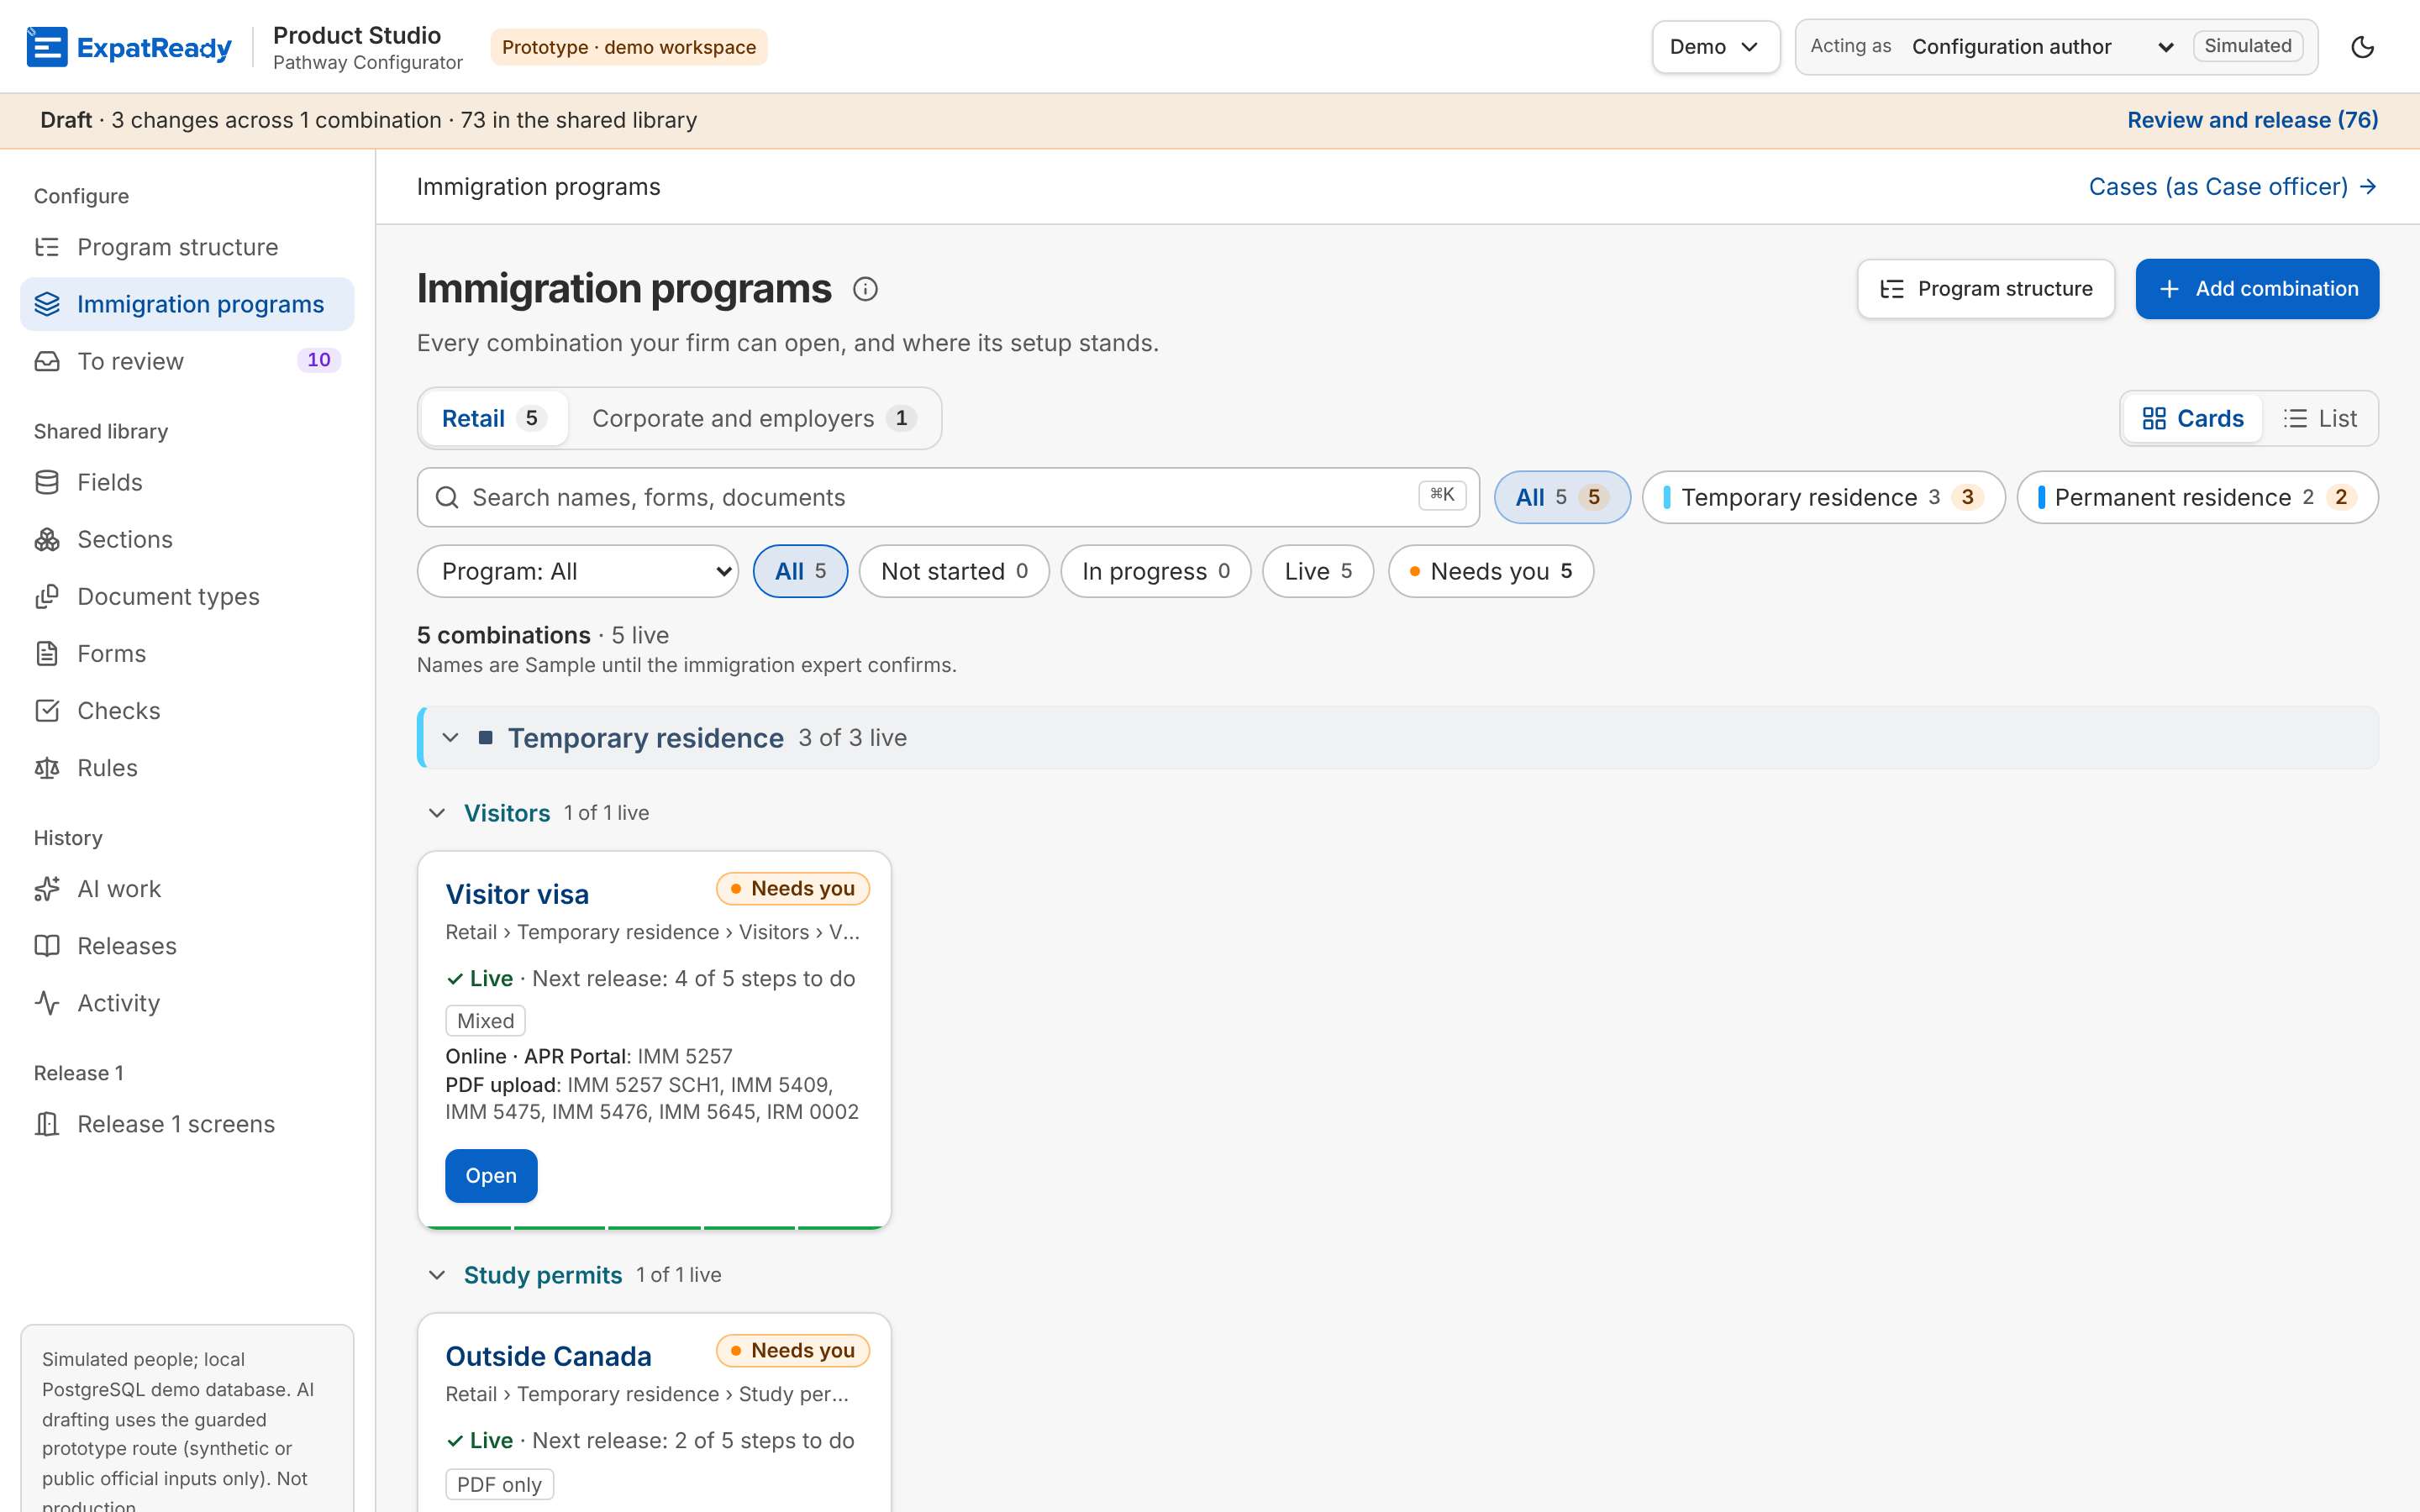 ExpatReady
Product Studio
Pathway Configurator
Prototype · demo workspace
Demo
Acting as Configuration author Simulated
Draft · 3 changes across 1 combination · 73 in the shared library
Review and release (76)
Configure
Program structure
Immigration programs
To review 10
Shared library
Fields
Sections
Document types
Forms
Checks
Rules
History
AI work
Releases
Activity
Release 1
Release 1 screens
Simulated people; local
PostgreSQL demo database. AI
drafting uses the guarded
prototype route (synthetic or
public official inputs only). Not
production
Immigration programs
Cases (as Case officer) →
Immigration programs
Program structure
+ Add combination
Every combination your firm can open, and where its setup stands.
Retail 5 Corporate and employers 1
Cards List
Search names, forms, documents ⌘K
All 5 5 Temporary residence 3 3 Permanent residence 2 2
Program: All All 5 Not started 0 In progress 0 Live 5 Needs you 5
5 combinations · 5 live
Names are Sample until the immigration expert confirms.
Temporary residence 3 of 3 live
Visitors 1 of 1 live
Visitor visa Needs you
Retail › Temporary residence › Visitors › V...
Live · Next release: 4 of 5 steps to do
Mixed
Online · APR Portal: IMM 5257
PDF upload: IMM 5257 SCH1, IMM 5409,
IMM 5475, IMM 5476, IMM 5645, IRM 0002
Open
Study permits 1 of 1 live
Outside Canada Needs you
Retail › Temporary residence › Study per...
Live · Next release: 2 of 5 steps to do
PDF only